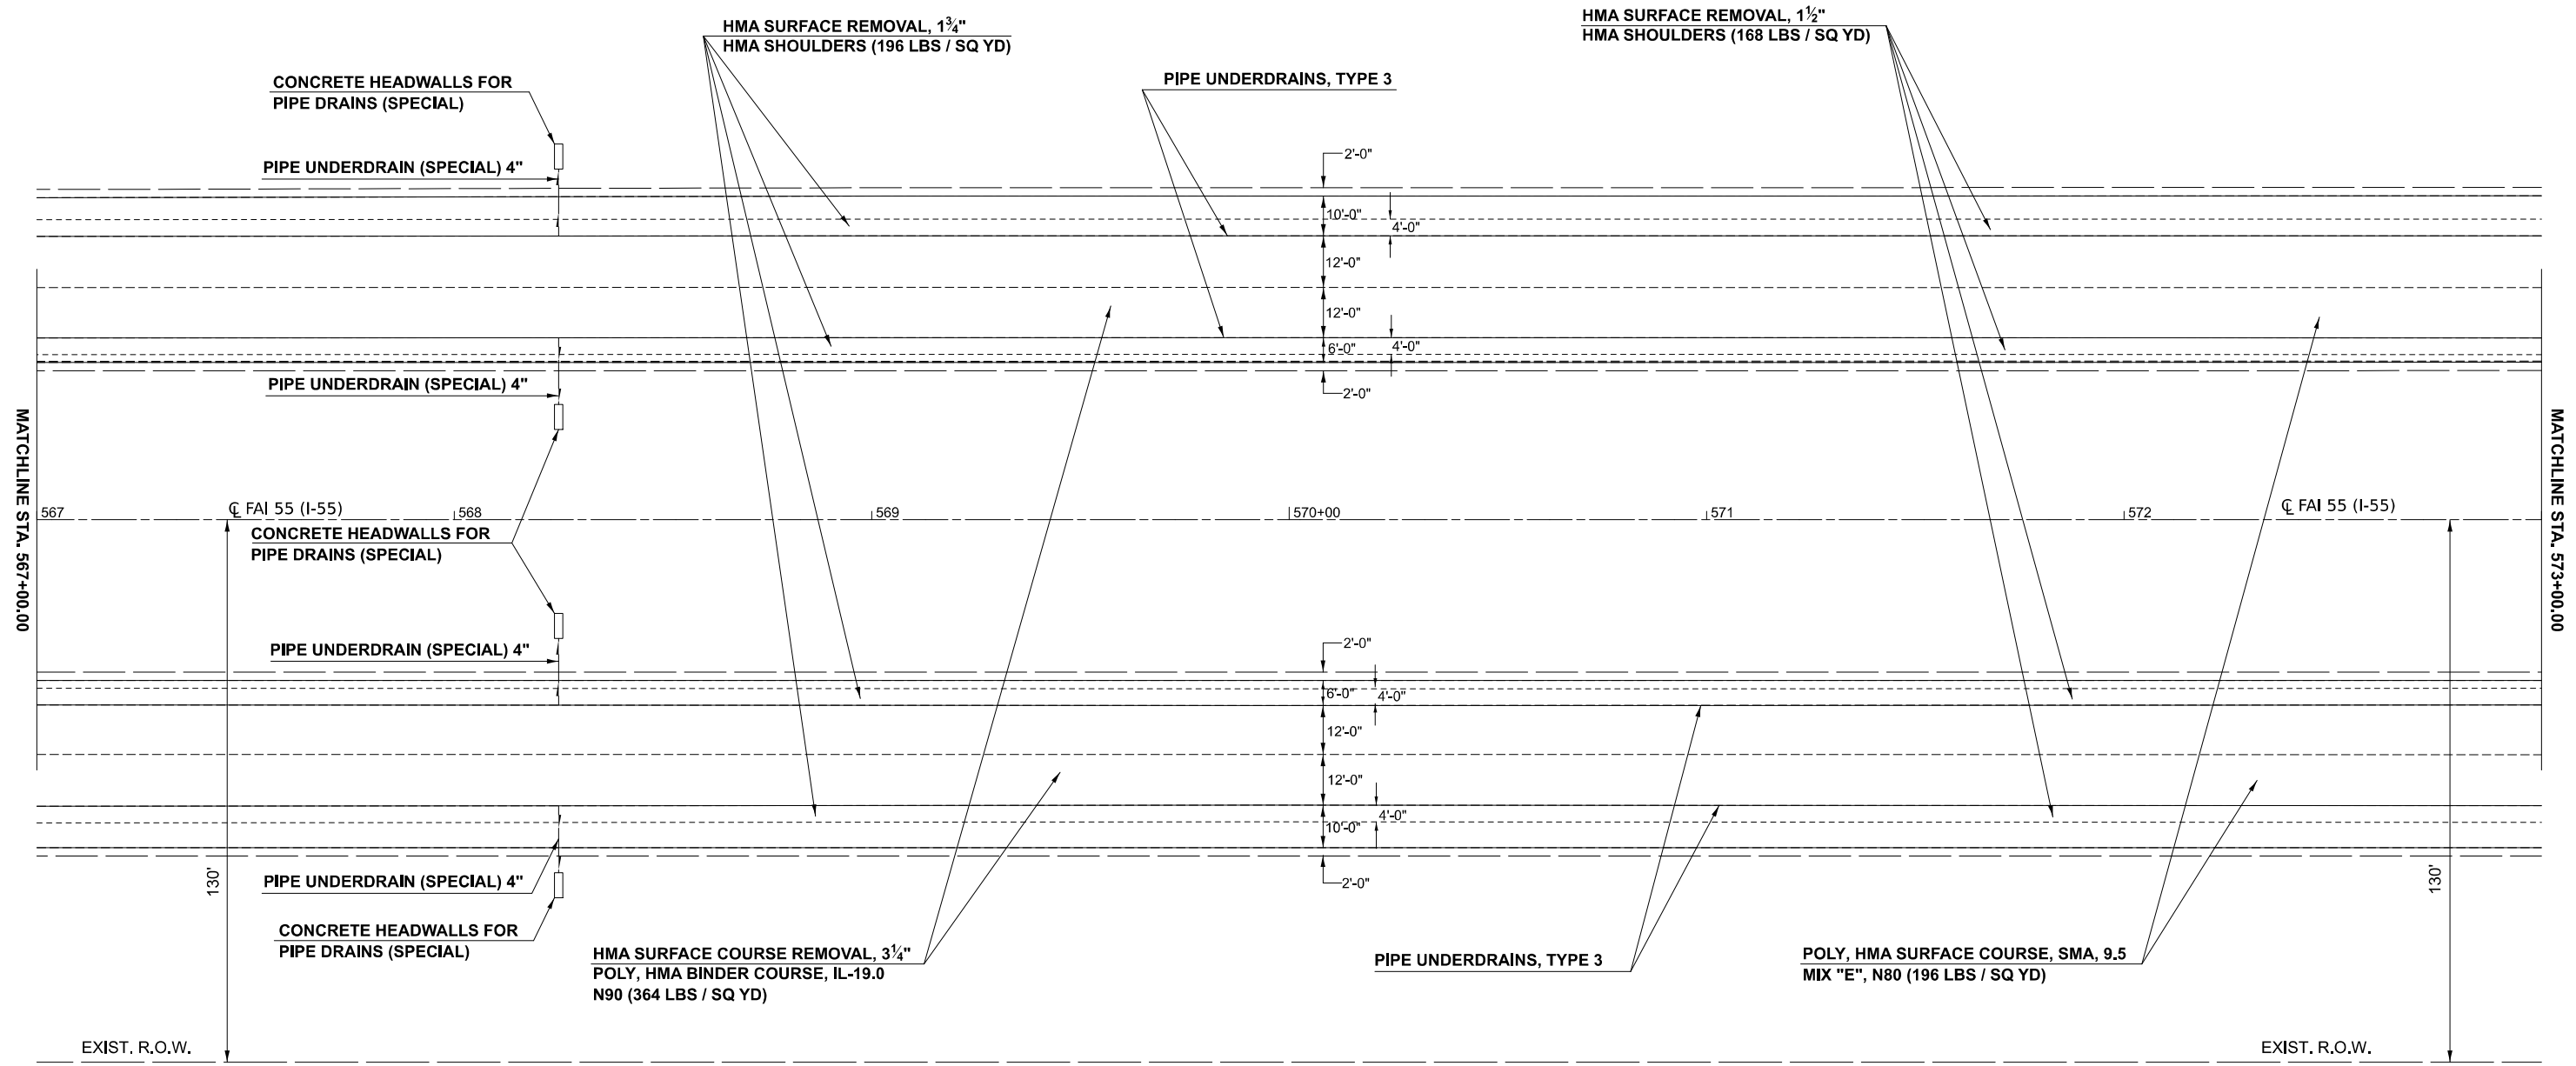 HMA SURFACE REMOVAL, 1¾"
HMA SHOULDERS (196 LBS / SQ YD)
HMA SURFACE REMOVAL, 1½"
HMA SHOULDERS (168 LBS / SQ YD)
CONCRETE HEADWALLS FOR
PIPE DRAINS (SPECIAL)
PIPE UNDERDRAINS, TYPE 3
PIPE UNDERDRAIN (SPECIAL) 4"
2'-0"
10'-0"
4'-0"
12'-0"
12'-0"
6'-0"
4'-0"
2'-0"
PIPE UNDERDRAIN (SPECIAL) 4"
MATCHLINE STA. 567+00.00
MATCHLINE STA. 573+00.00
567
℄ FAI 55 (I-55)
568
569
570+00
571
572
℄ FAI 55 (I-55)
CONCRETE HEADWALLS FOR
PIPE DRAINS (SPECIAL)
PIPE UNDERDRAIN (SPECIAL) 4"
2'-0"
6'-0"
4'-0"
12'-0"
12'-0"
4'-0"
10'-0"
2'-0"
130'
130'
PIPE UNDERDRAIN (SPECIAL) 4"
CONCRETE HEADWALLS FOR
PIPE DRAINS (SPECIAL)
HMA SURFACE COURSE REMOVAL, 3¼"
POLY, HMA BINDER COURSE, IL-19.0
N90 (364 LBS / SQ YD)
PIPE UNDERDRAINS, TYPE 3
POLY, HMA SURFACE COURSE, SMA, 9.5
MIX "E", N80 (196 LBS / SQ YD)
EXIST. R.O.W.
EXIST. R.O.W.